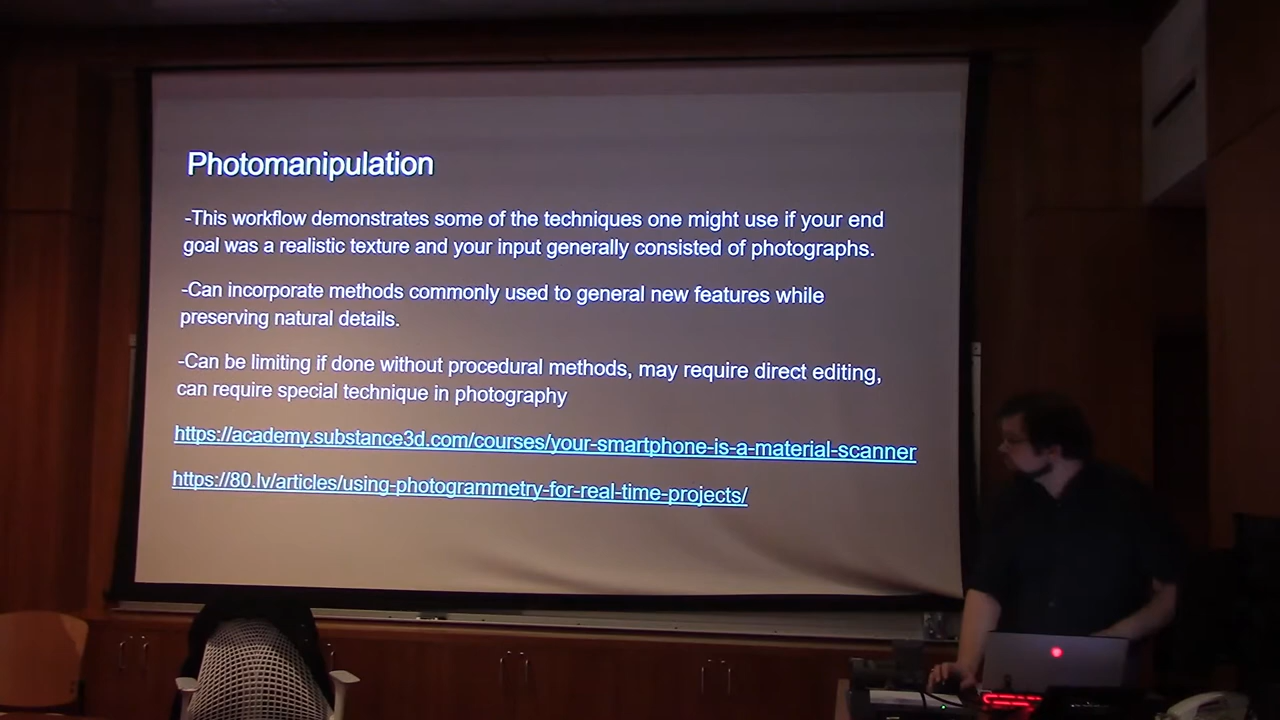 Photomanipulation
-This workflow demonstrates some of the techniques one might use if your end
goal was a realistic texture and your input generally consisted of photographs.
-Can incorporate methods commonly used to general new features while
preserving natural details.
-Can be limiting if done without procedural methods, may require direct editing,
can require special technique in photography
https://academy.substance3d.com/courses/your-smartphone-is-a-material-scanner
https://80.lv/articles/using-photogrammetry-for-real-time-projects/